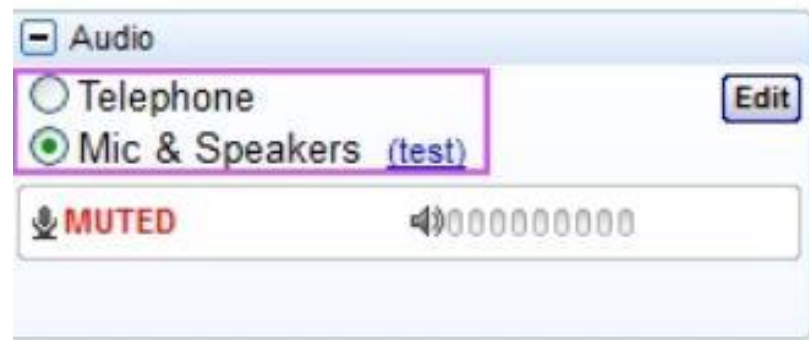 Audio
Telephone
Edit
Mic & Speakers (test)
MUTED